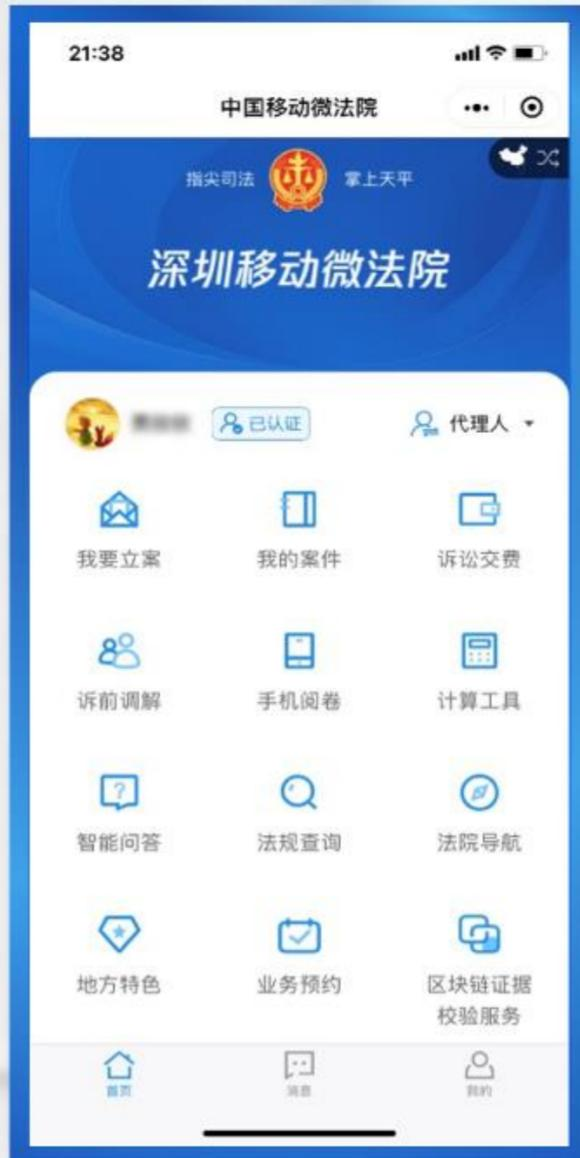 21:38
中国移动微法院
指尖司法 掌上天平
深圳移动微法院
已认证 代理人
我要立案 我的案件 诉讼交费
诉前调解 手机阅卷 计算工具
智能问答 法规查询 法院导航
地方特色 业务预约 区块链证据
校验服务
首页 消息 我的